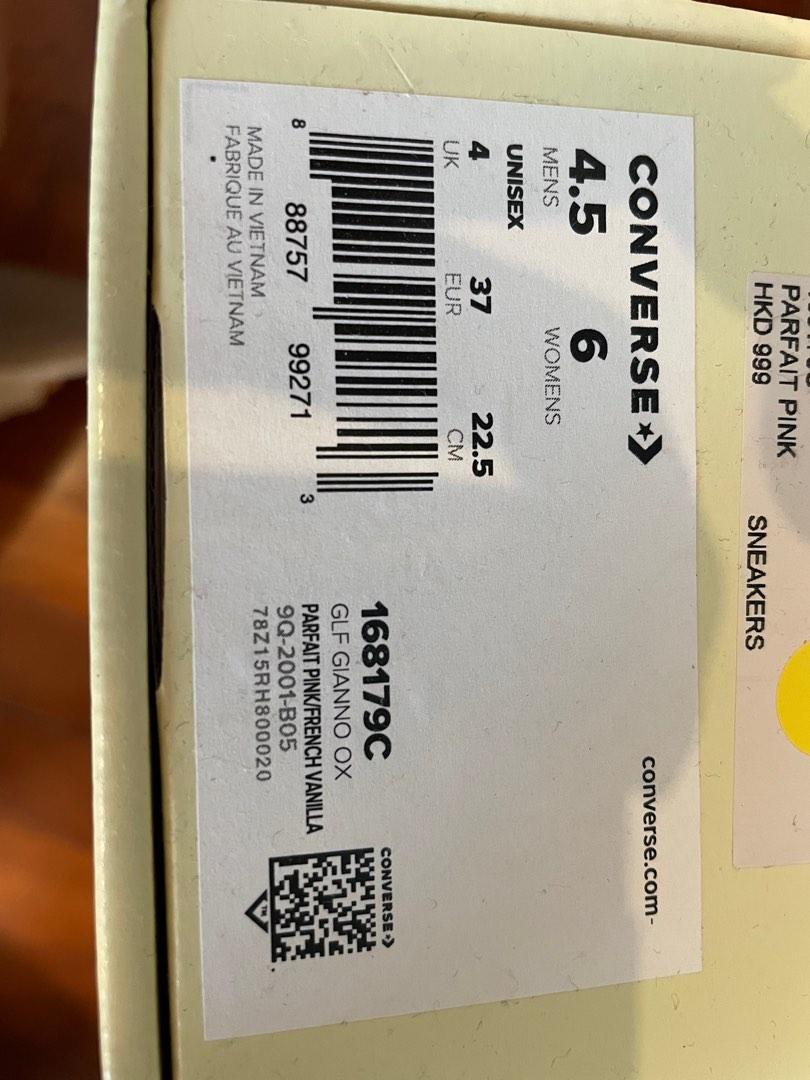 PARFAIT PINK
HKD 999 SNEAKERS
CONVERSE converse.com
4.5 6
MENS WOMENS
UNISEX
4 37 22.5
UK EUR CM
8 88757 99271 3
MADE IN VIETNAM
FABRIQUE AU VIETNAM
168179C
GLF GIANNO OX
PARFAIT PINK/FRENCH VANILLA
9Q-2001-B05
78Z15RH800020
CONVERSE
TM